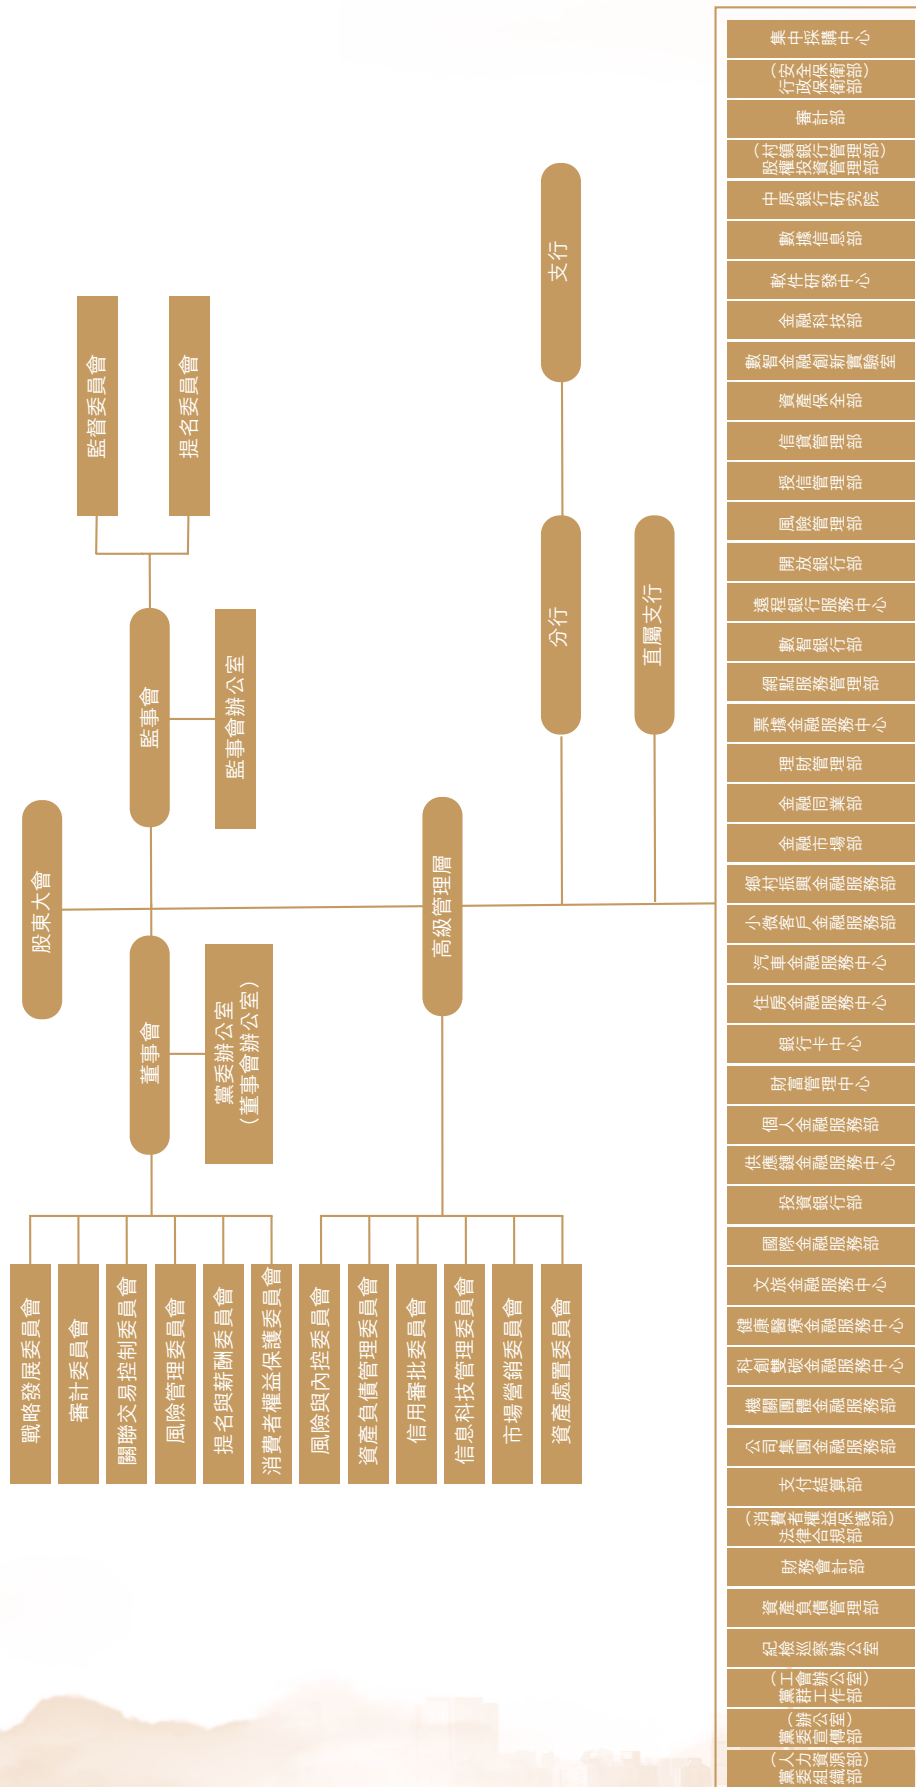 股東大會
董事會
監事會
黨委辦公室
（董事會辦公室）
監事會辦公室
監督委員會
提名委員會
戰略發展委員會
審計委員會
關聯交易控制委員會
風險管理委員會
提名與薪酬委員會
消費者權益保護委員會
高級管理層
風險與內控委員會
資產負債管理委員會
信用審批委員會
信息科技管理委員會
市場營銷委員會
資產處置委員會
分行
支行
直屬支行
黨委組織部
（人力資源部）
黨委宣傳部
（辦公室）
黨群工作部
（工會辦公室）
紀檢巡察辦公室
資產負債管理部
財務會計部
法律合規部
（消費者權益保護部）
支付結算部
公司集團金融服務部
機關團體金融服務部
科創雙碳金融服務中心
健康醫療金融服務中心
文旅金融服務中心
國際金融服務部
投資銀行部
供應鏈金融服務中心
個人金融服務部
財富管理中心
銀行卡中心
住房金融服務中心
汽車金融服務中心
小微客戶金融服務部
鄉村振興金融服務部
金融市場部
金融同業部
理財管理部
票據金融服務中心
網點服務管理部
數智銀行部
遠程銀行服務中心
開放銀行部
風險管理部
授信管理部
信貸管理部
資產保全部
數智金融創新實驗室
金融科技部
軟件研發中心
數據信息部
中原銀行研究院
股權投資管理部
（村鎮銀行管理部）
審計部
行政保衛部
（安全保衛部）
集中採購中心